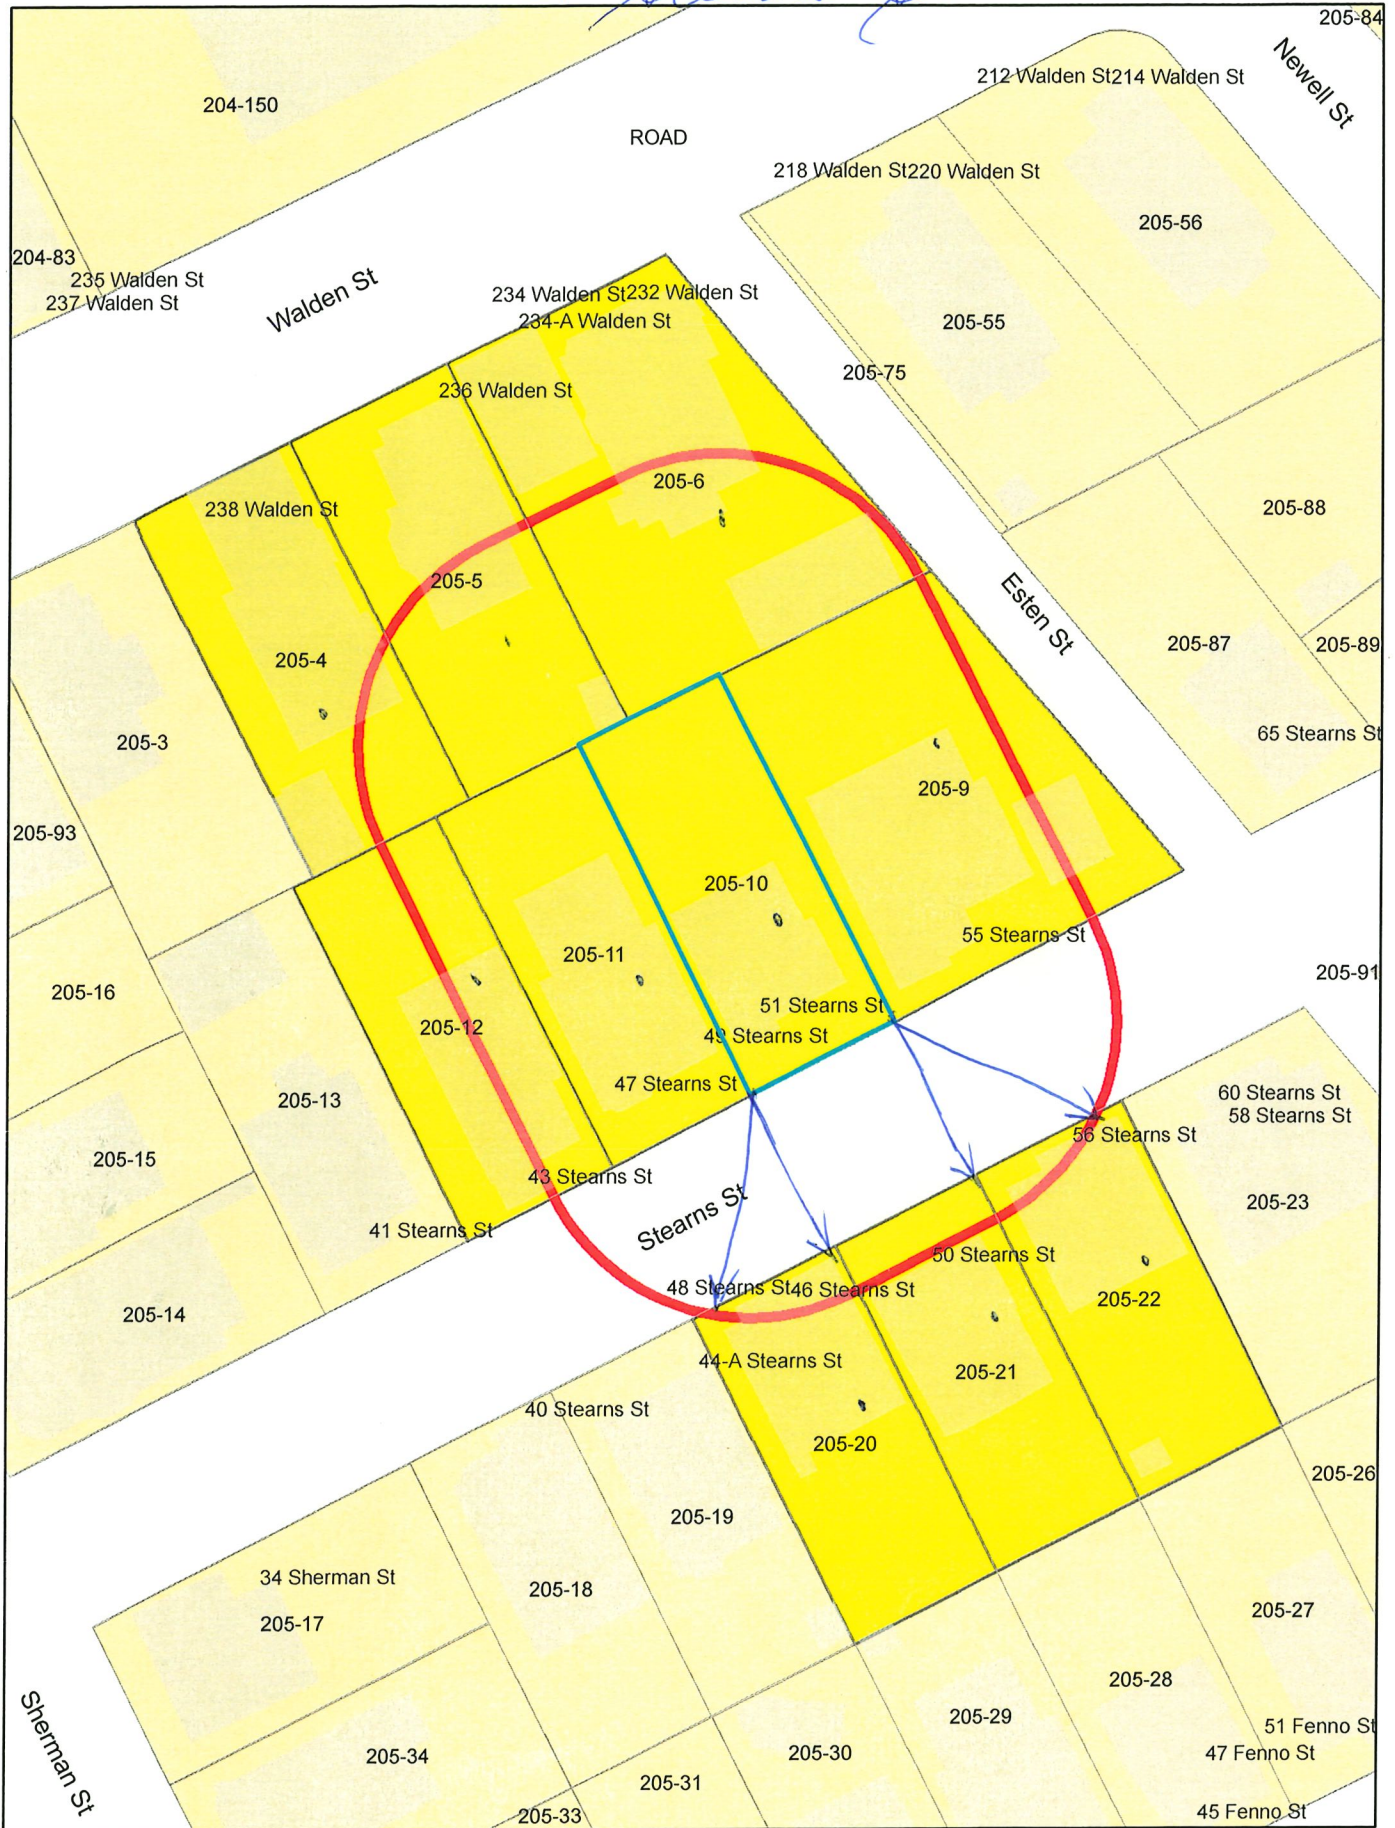 205-84
Newell St
212 Walden St
214 Walden St
204-150
ROAD
218 Walden St
220 Walden St
205-56
204-83
235 Walden St
237 Walden St
Walden St
234 Walden St
232 Walden St
234-A Walden St
205-55
205-75
236 Walden St
205-6
238 Walden St
205-88
205-5
Esten St
205-4
205-87
205-89
205-3
65 Stearns St
205-9
205-93
205-10
55 Stearns St
205-11
205-91
205-16
51 Stearns St
205-12
49 Stearns St
47 Stearns St
205-13
60 Stearns St
58 Stearns St
56 Stearns St
205-15
43 Stearns St
205-23
Stearns St
41 Stearns St
50 Stearns St
48 Stearns St
46 Stearns St
205-22
205-14
44-A Stearns St
205-21
40 Stearns St
205-20
205-26
205-19
34 Sherman St
205-18
205-17
205-27
205-28
Sherman St
205-29
51 Fenno St
205-34
205-30
47 Fenno St
205-31
205-33
45 Fenno St